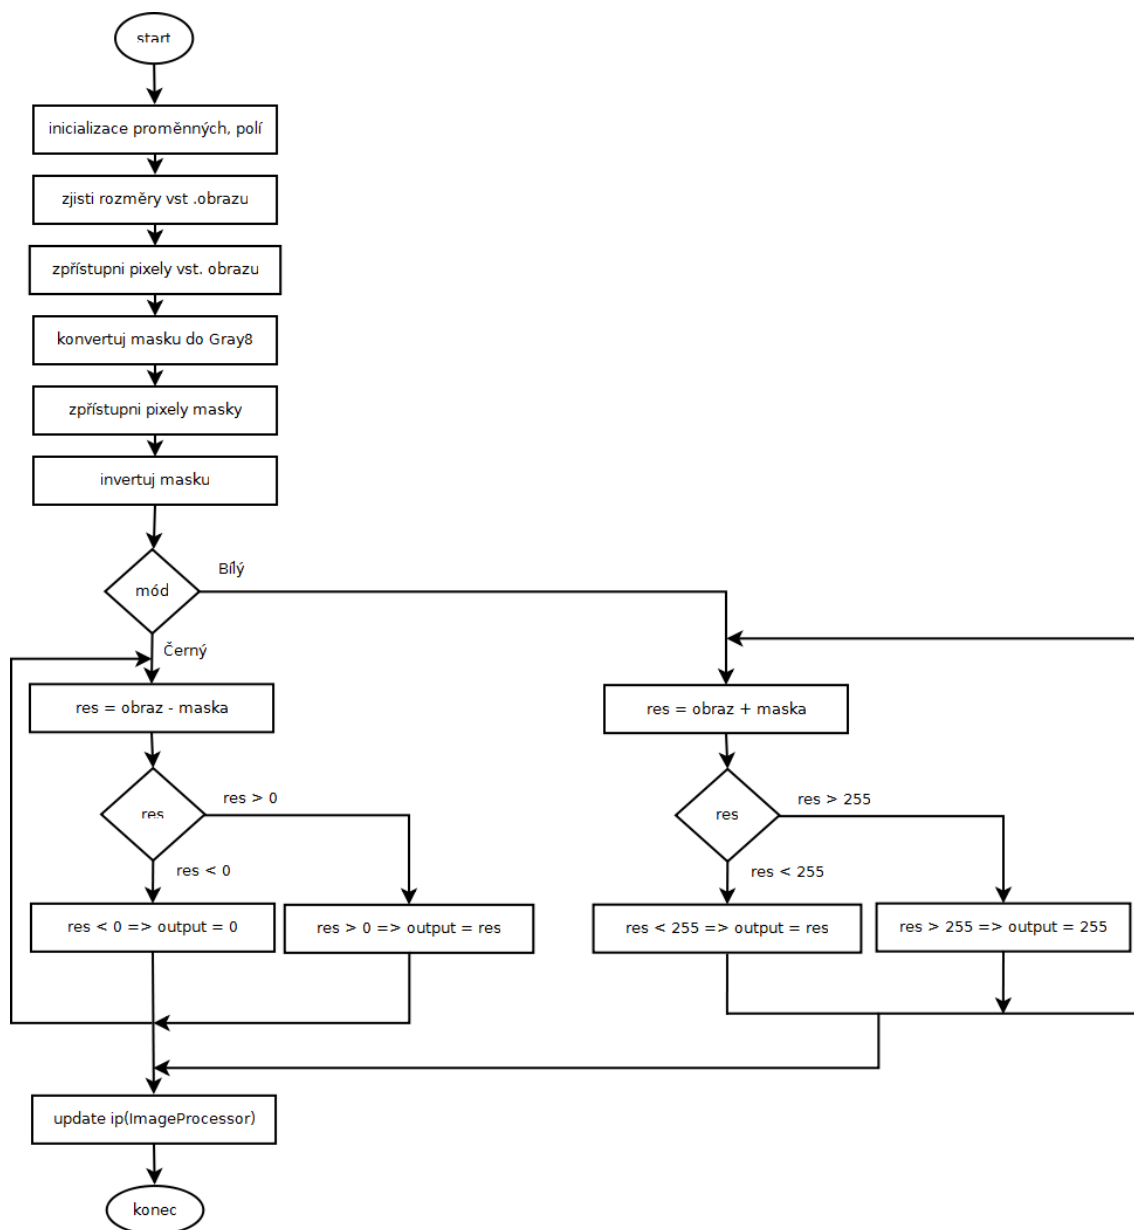 start
inicializace proměnných, polí
zjisti rozměry vst .obrazu
zpřístupni pixely vst. obrazu
konvertuj masku do Gray8
zpřístupni pixely masky
invertuj masku
mód
Bílý
Černý
res = obraz - maska
res = obraz + maska
res
res > 0
res < 0
res
res > 255
res < 255
res < 0 => output = 0
res > 0 => output = res
res < 255 => output = res
res > 255 => output = 255
update ip(ImageProcessor)
konec